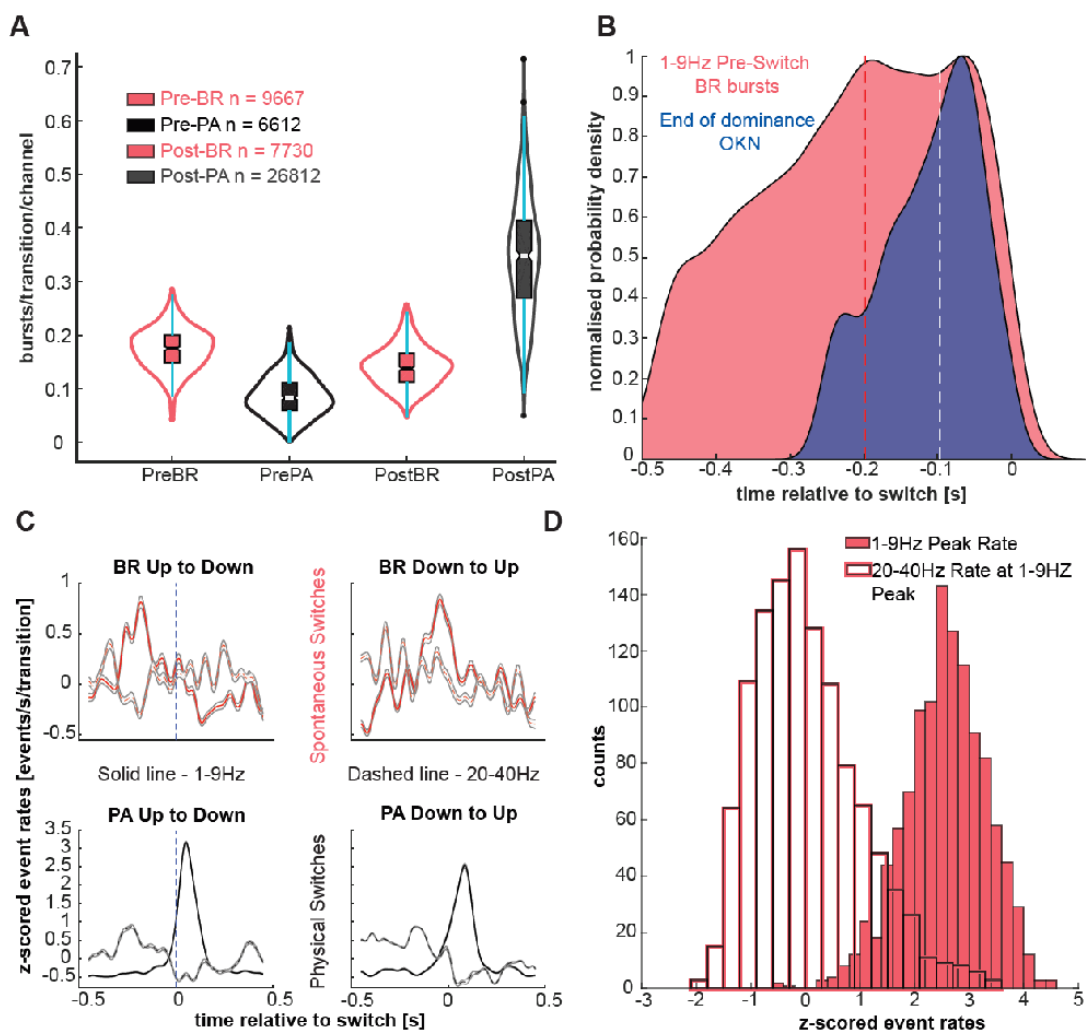 A
bursts/transition/channel
0.7
0.6
0.5
0.4
0.3
0.2
0.1
0
Pre-BR n = 9667
Pre-PA n = 6612
Post-BR n = 7730
Post-PA n = 26812
PreBR PrePA PostBR PostPA
B
normalised probability density
1
0.9
0.8
0.7
0.6
0.5
0.4
0.3
0.2
0.1
1-9Hz Pre-Switch
BR bursts
End of dominance
OKN
-0.5 -0.4 -0.3 -0.2 -0.1 0
time relative to switch [s]
C
z-scored event rates [events/s/transition]
BR Up to Down
1
0.5
0
-0.5
BR Down to Up
Spontaneous Switches
Solid line - 1-9Hz
Dashed line - 20-40Hz
PA Up to Down
3.5
3
2
1
0.5
0
-0.5
-0.5 0 0.5
PA Down to Up
Physical Switches
-0.5 0 0.5
time relative to switch [s]
D
counts
160
140
120
100
80
60
40
20
0
1-9Hz Peak Rate
20-40Hz Rate at 1-9HZ
Peak
-3 -2 -1 0 1 2 3 4 5
z-scored event rates